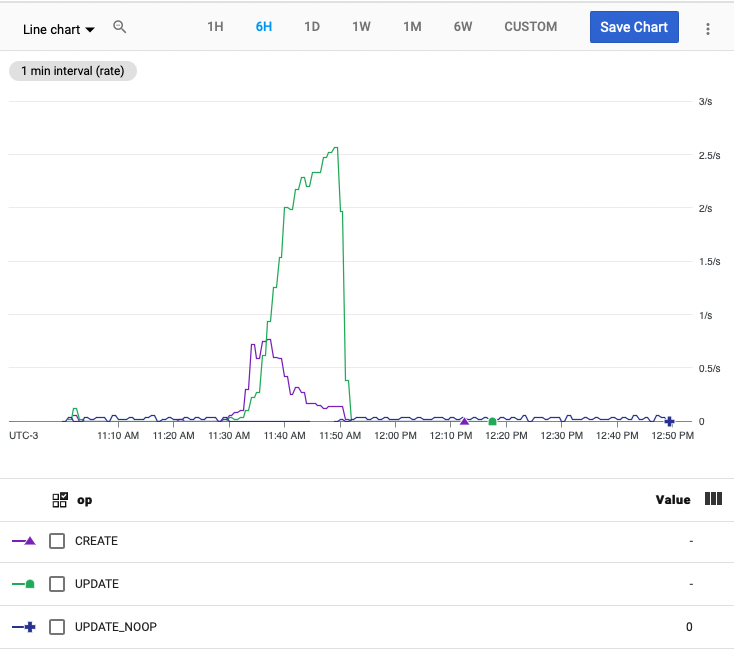 Line chart 1H 6H 1D 1W 1M 6W CUSTOM Save Chart
1 min interval (rate)
3/s
2.5/s
2/s
1.5/s
1/s
0.5/s
0
UTC-3 11:10 AM 11:20 AM 11:30 AM 11:40 AM 11:50 AM 12:00 PM 12:10 PM 12:20 PM 12:30 PM 12:40 PM 12:50 PM
op Value
CREATE -
UPDATE -
UPDATE_NOOP 0